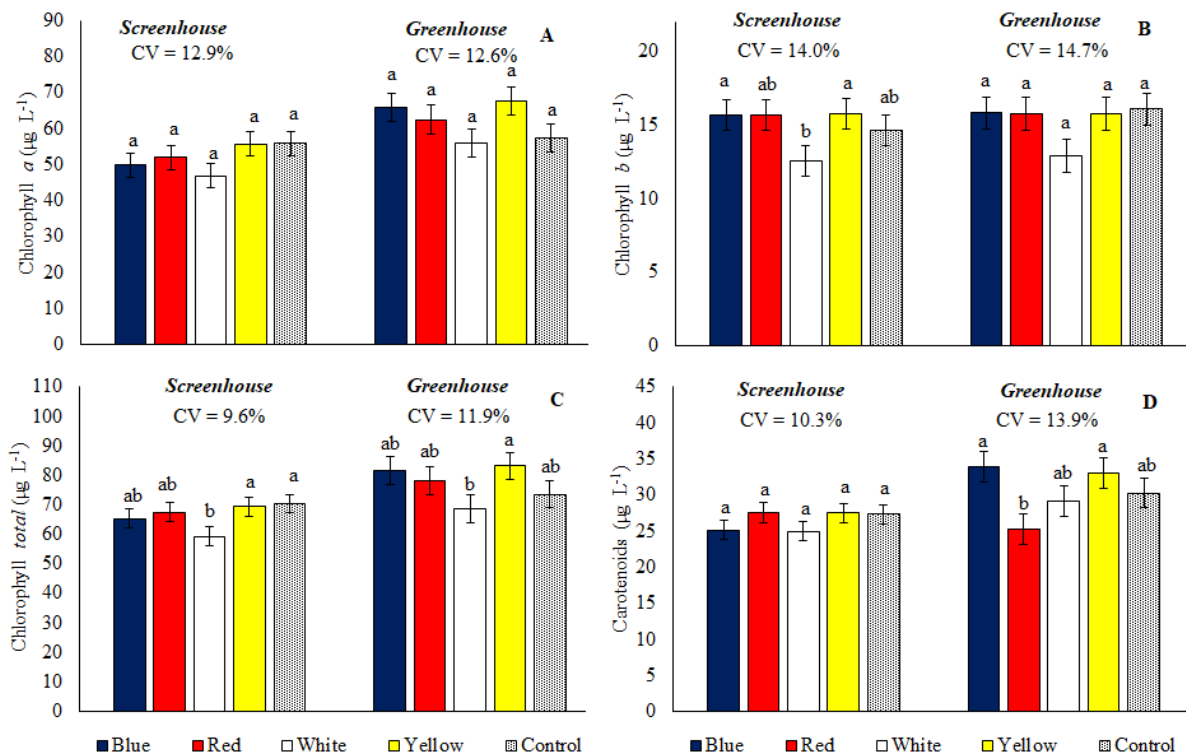 Screenhouse
CV = 12.9%
Greenhouse
CV = 12.6%
A
Chlorophyll a (µg L-1)
90
80
70
60
50
40
30
20
10
0
a
a
a
a
a
a
a
a
a
a
Screenhouse
CV = 14.0%
Greenhouse
CV = 14.7%
B
Chlorophyll b (µg L-1)
20
15
10
5
0
a
ab
b
a
ab
a
a
a
a
a
Screenhouse
CV = 9.6%
Greenhouse
CV = 11.9%
C
Chlorophyll total (µg L-1)
110
100
90
80
70
60
50
40
30
20
10
0
ab
ab
b
a
a
ab
ab
b
a
ab
Screenhouse
CV = 10.3%
Greenhouse
CV = 13.9%
D
Carotenoids (µg L-1)
45
40
35
30
25
20
15
10
5
0
a
a
a
a
a
a
b
ab
a
ab
Blue Red White Yellow Control
Blue Red White Yellow Control